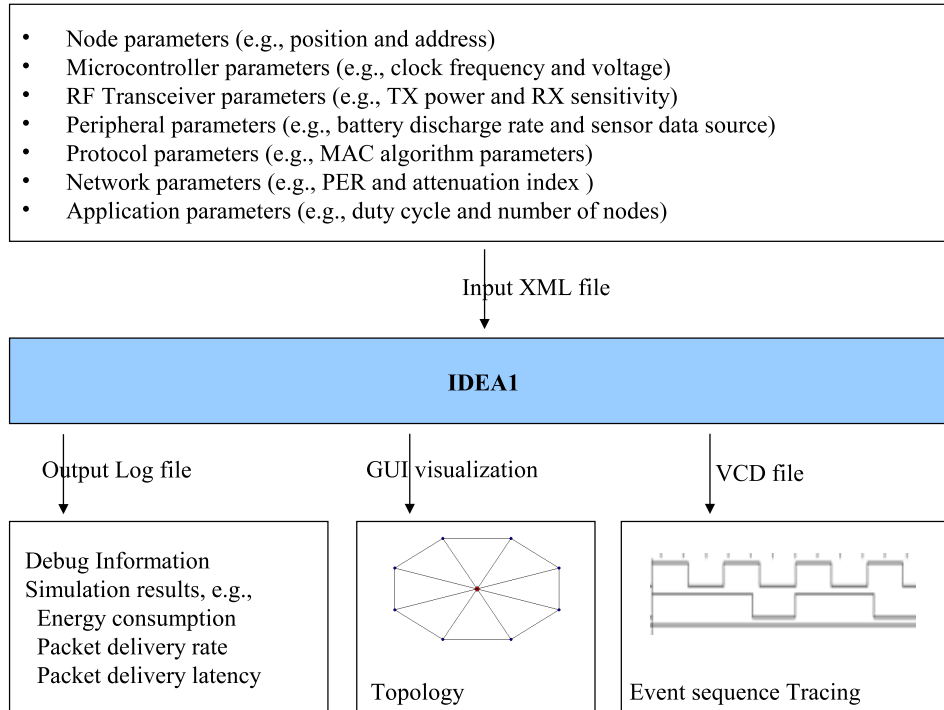 • Node parameters (e.g., position and address)
• Microcontroller parameters (e.g., clock frequency and voltage)
• RF Transceiver parameters (e.g., TX power and RX sensitivity)
• Peripheral parameters (e.g., battery discharge rate and sensor data source)
• Protocol parameters (e.g., MAC algorithm parameters)
• Network parameters (e.g., PER and attenuation index )
• Application parameters (e.g., duty cycle and number of nodes)
Input XML file
IDEA1
Output Log file
GUI visualization
VCD file
Debug Information
Simulation results, e.g.,
Energy consumption
Packet delivery rate
Packet delivery latency
Topology
Event sequence Tracing